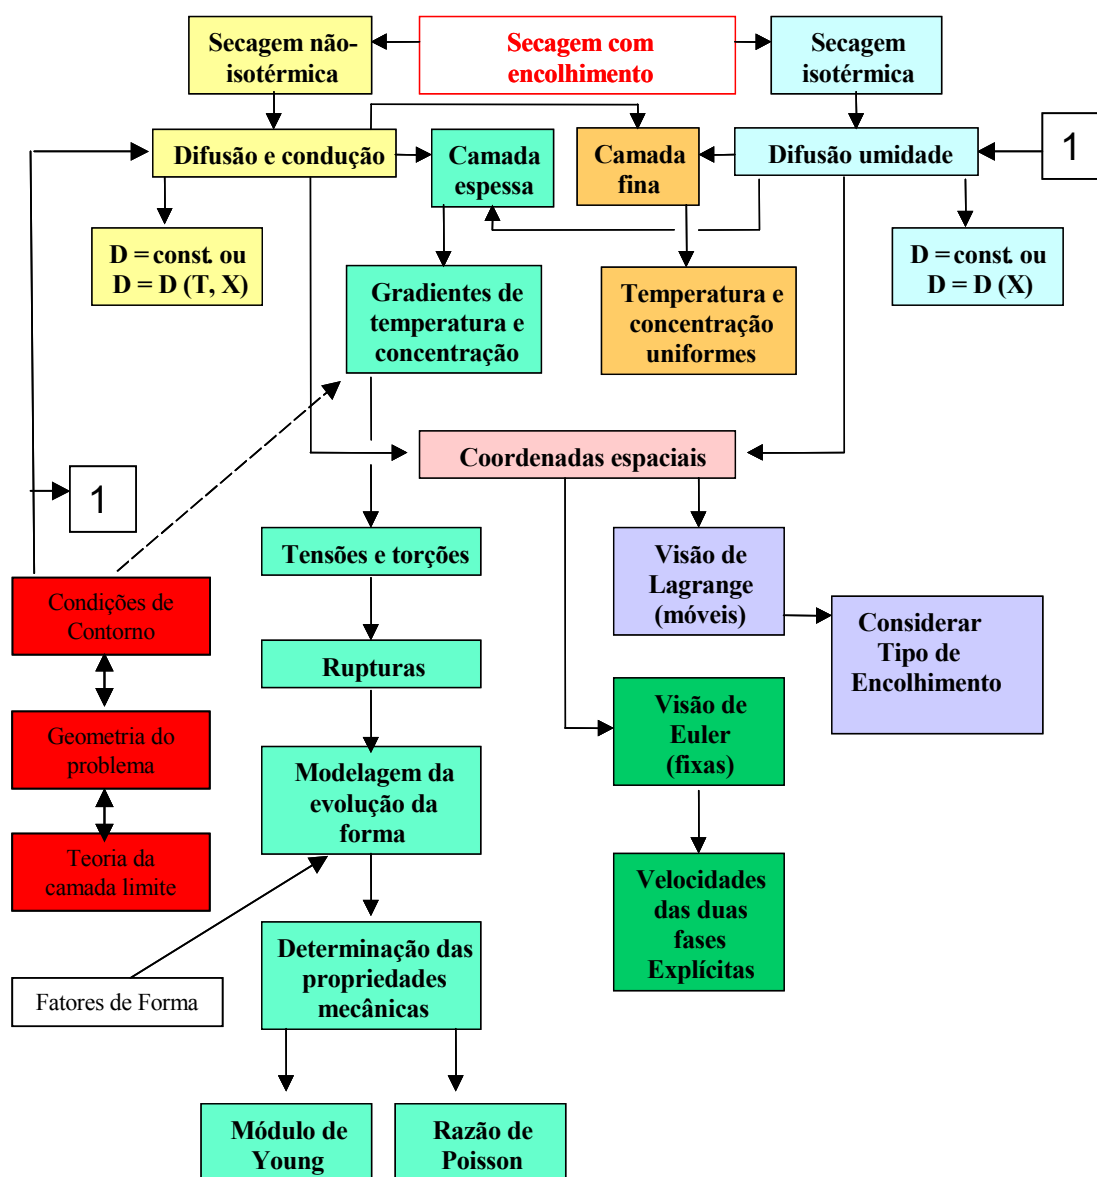 Secagem não-
isotérmica
Secagem com
encolhimento
Secagem
isotérmica
Difusão e condução
Camada
espessa
Camada
fina
Difusão umidade
1
D = const. ou
D = D (T, X)
Gradientes de
temperatura e
concentração
Temperatura e
concentração
uniformes
D = const. ou
D = D (X)
Coordenadas espaciais
1
Tensões e torções
Visão de
Lagrange
(móveis)
Considerar
Tipo de
Encolhimento
Condições de
Contorno
Rupturas
Geometria do
problema
Visão de
Euler
(fixas)
Modelagem da
evolução da
forma
Teoria da
camada limite
Velocidades
das duas
fases
Explícitas
Determinação das
propriedades
mecânicas
Fatores de Forma
Módulo de
Young
Razão de
Poisson